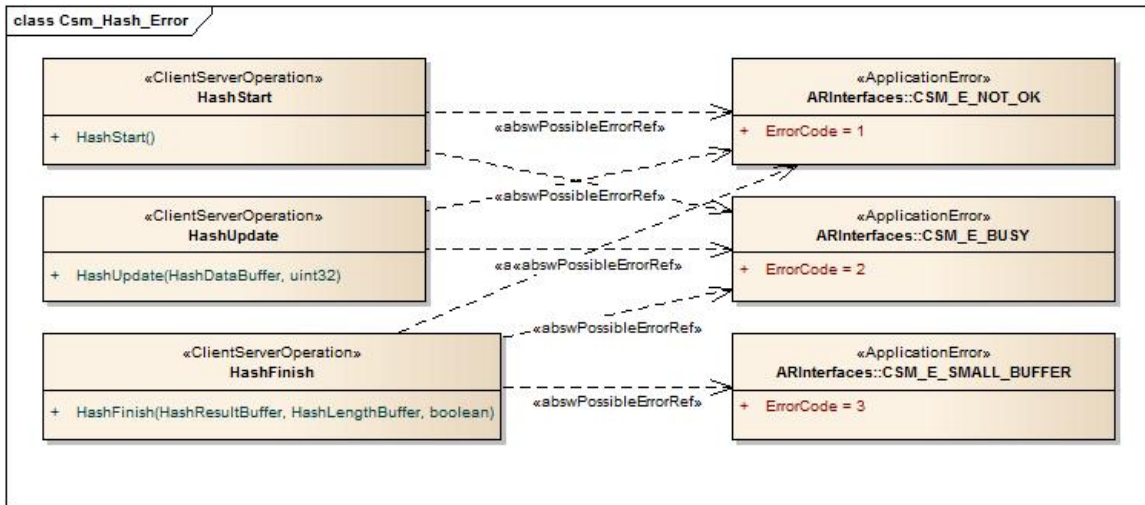 class Csm_Hash_Error
«ClientServerOperation»
HashStart
+ HashStart()
«ApplicationError»
ARInterfaces::CSM_E_NOT_OK
+ ErrorCode = 1
«abswPossibleErrorRef»
«abswPossibleErrorRef»
«ClientServerOperation»
HashUpdate
+ HashUpdate(HashDataBuffer, uint32)
«ApplicationError»
ARInterfaces::CSM_E_BUSY
+ ErrorCode = 2
«a«abswPossibleErrorRef»
«abswPossibleErrorRef»
«ClientServerOperation»
HashFinish
+ HashFinish(HashResultBuffer, HashLengthBuffer, boolean)
«ApplicationError»
ARInterfaces::CSM_E_SMALL_BUFFER
+ ErrorCode = 3
«abswPossibleErrorRef»